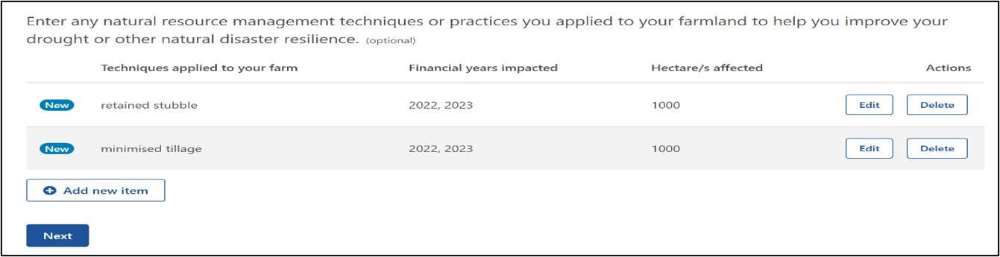 Enter any natural resource management techniques or practices you applied to your farmland to help you improve your
drought or other natural disaster resilience. (optional)
Techniques applied to your farm Financial years impacted Hectare/s affected Actions
New retained stubble 2022, 2023 1000 Edit Delete
New minimised tillage 2022, 2023 1000 Edit Delete
Add new item
Next